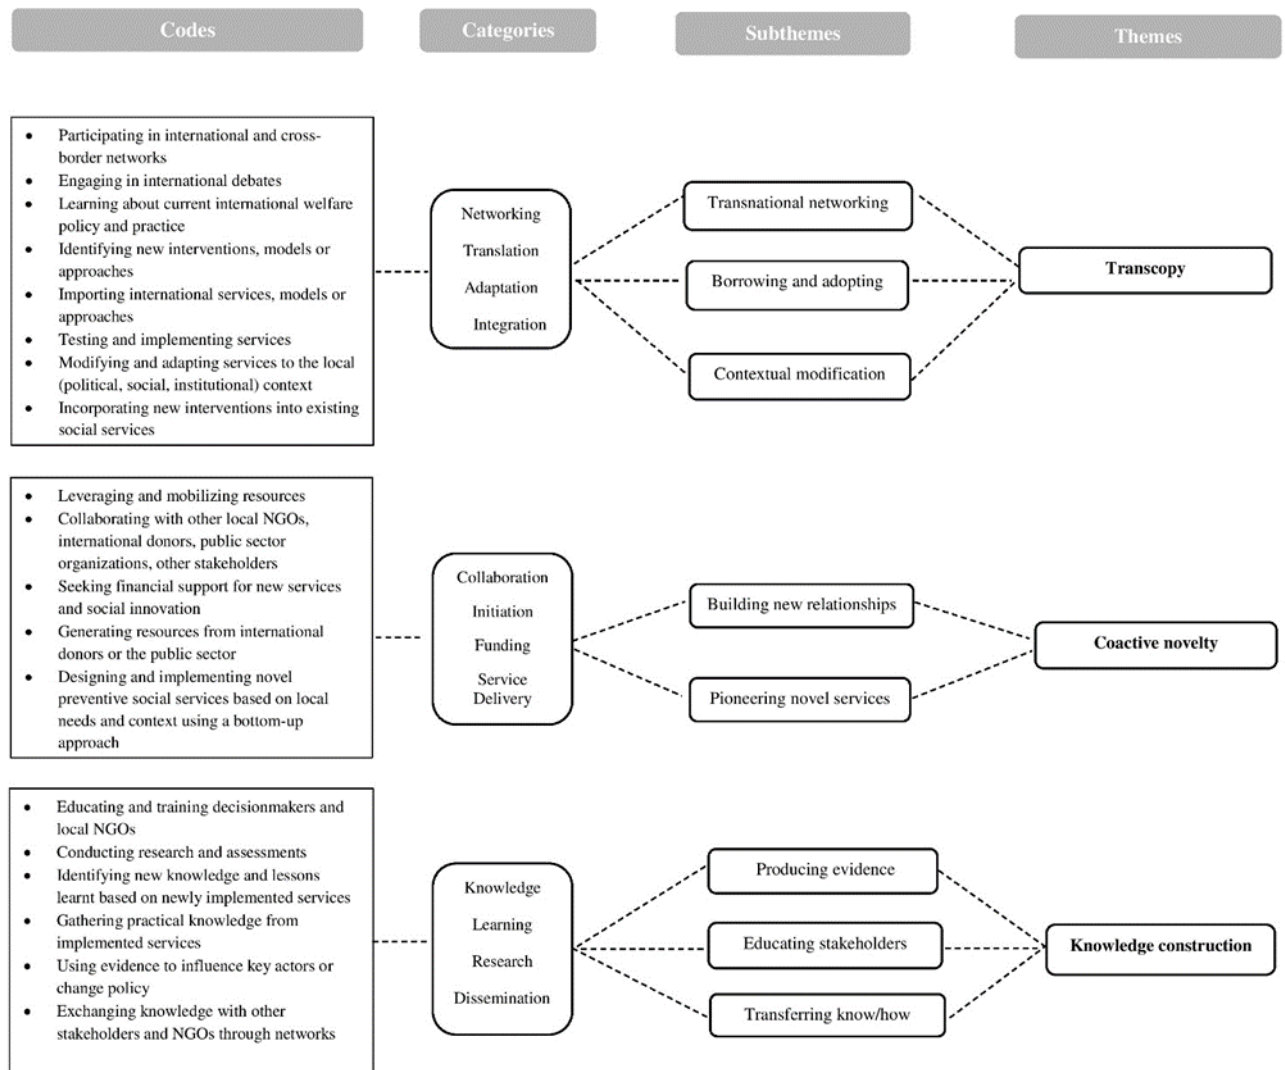 Codes
Categories
Subthemes
Themes
• Participating in international and cross-
border networks
• Engaging in international debates
• Learning about current international welfare
policy and practice
• Identifying new interventions, models or
approaches
• Importing international services, models or
approaches
• Testing and implementing services
• Modifying and adapting services to the local
(political, social, institutional) context
• Incorporating new interventions into existing
social services
Networking
Translation
Adaptation
Integration
Transnational networking
Borrowing and adopting
Contextual modification
Transcopy
• Leveraging and mobilizing resources
• Collaborating with other local NGOs,
international donors, public sector
organizations, other stakeholders
• Seeking financial support for new services
and social innovation
• Generating resources from international
donors or the public sector
• Designing and implementing novel
preventive social services based on local
needs and context using a bottom-up
approach
Collaboration
Initiation
Funding
Service
Delivery
Building new relationships
Pioneering novel services
Coactive novelty
• Educating and training decisionmakers and
local NGOs
• Conducting research and assessments
• Identifying new knowledge and lessons
learnt based on newly implemented services
• Gathering practical knowledge from
implemented services
• Using evidence to influence key actors or
change policy
• Exchanging knowledge with other
stakeholders and NGOs through networks
Knowledge
Learning
Research
Dissemination
Producing evidence
Educating stakeholders
Transferring know/how
Knowledge construction